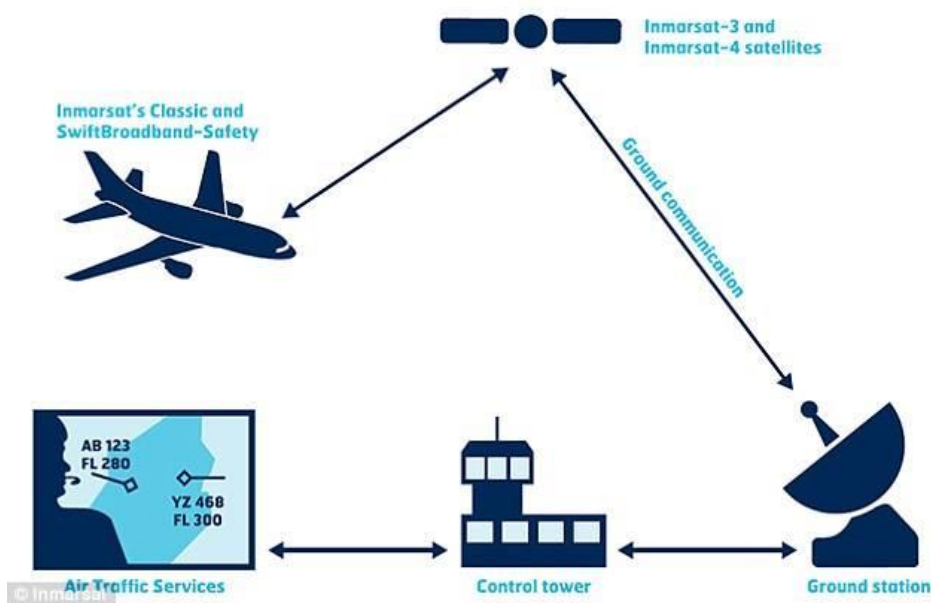 Inmarsat-3 and
Inmarsat-4 satellites
Inmarsat's Classic and
SwiftBroadband-Safety
Ground communication
AB 123
FL 280
YZ 468
FL 300
Air Traffic Services
Control tower
Ground station
© Inmarsat